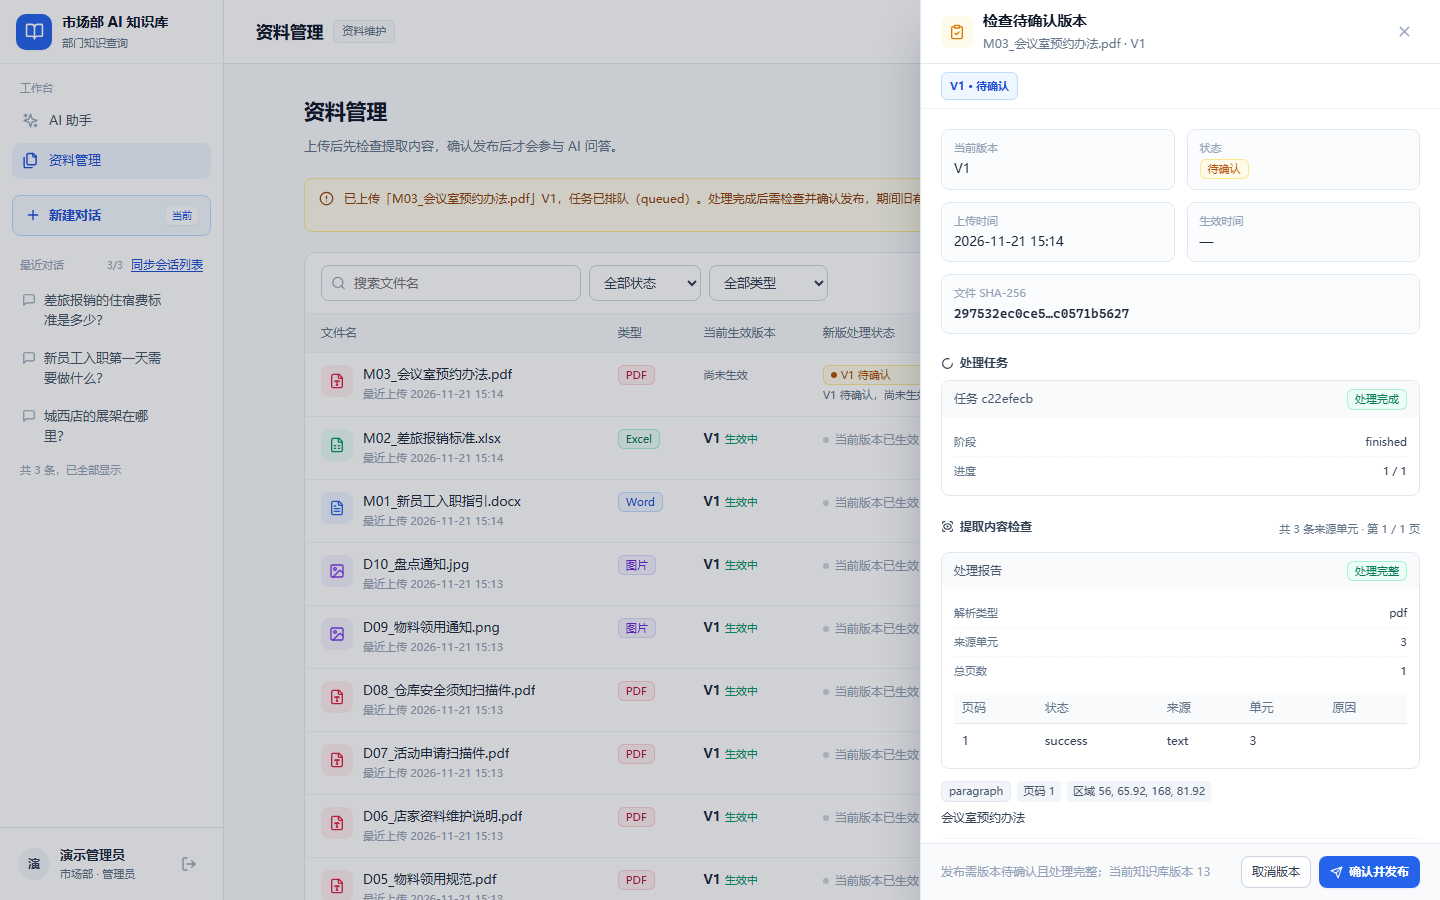 市场部 AI 知识库
部门知识查询
工作台
AI 助手
资料管理
新建对话 当前
最近对话 3/3 同步会话列表
差旅报销的住宿费标
准是多少?
新员工入职第一天需
要做什么?
城西店的展架在哪
里?
共 3 条，已全部显示
演 演示管理员
市场部 · 管理员
资料管理 资料维护
资料管理
上传后先检查提取内容，确认发布后才会参与 AI 问答。
已上传「M03_会议室预约办法.pdf」V1，任务已排队（queued）。处理完成后需检查并确认发布，期间旧有
搜索文件名 全部状态 全部类型
文件名 类型 当前生效版本 新版处理状态
M03_会议室预约办法.pdf PDF 尚未生效 V1 待确认
最近上传 2026-11-21 15:14 V1 待确认，尚未生效
M02_差旅报销标准.xlsx Excel V1 生效中 当前版本已生效
最近上传 2026-11-21 15:14
M01_新员工入职指引.docx Word V1 生效中 当前版本已生效
最近上传 2026-11-21 15:14
D10_盘点通知.jpg 图片 V1 生效中 当前版本已生效
最近上传 2026-11-21 15:13
D09_物料领用通知.png 图片 V1 生效中 当前版本已生效
最近上传 2026-11-21 15:13
D08_仓库安全须知扫描件.pdf PDF V1 生效中 当前版本已生效
最近上传 2026-11-21 15:13
D07_活动申请扫描件.pdf PDF V1 生效中 当前版本已生效
最近上传 2026-11-21 15:13
D06_店家资料维护说明.pdf PDF V1 生效中 当前版本已生效
最近上传 2026-11-21 15:13
D05_物料领用规范.pdf PDF V1 生效中 当前版本已生效
最近上传 2026-11-21 15:13
检查待确认版本
M03_会议室预约办法.pdf · V1
V1 • 待确认
当前版本
V1
状态
待确认
上传时间
2026-11-21 15:14
生效时间
—
文件 SHA-256
297532ec0ce5…c0571b5627
处理任务
任务 c22efecb 处理完成
阶段 finished
进度 1 / 1
提取内容检查 共 3 条来源单元 · 第 1 / 1 页
处理报告 处理完整
解析类型 pdf
来源单元 3
总页数 1
页码 状态 来源 单元 原因
1 success text 3
paragraph 页码 1 区域 56, 65.92, 168, 81.92
会议室预约办法
发布需版本待确认且处理完整；当前知识库版本 13 取消版本 确认并发布